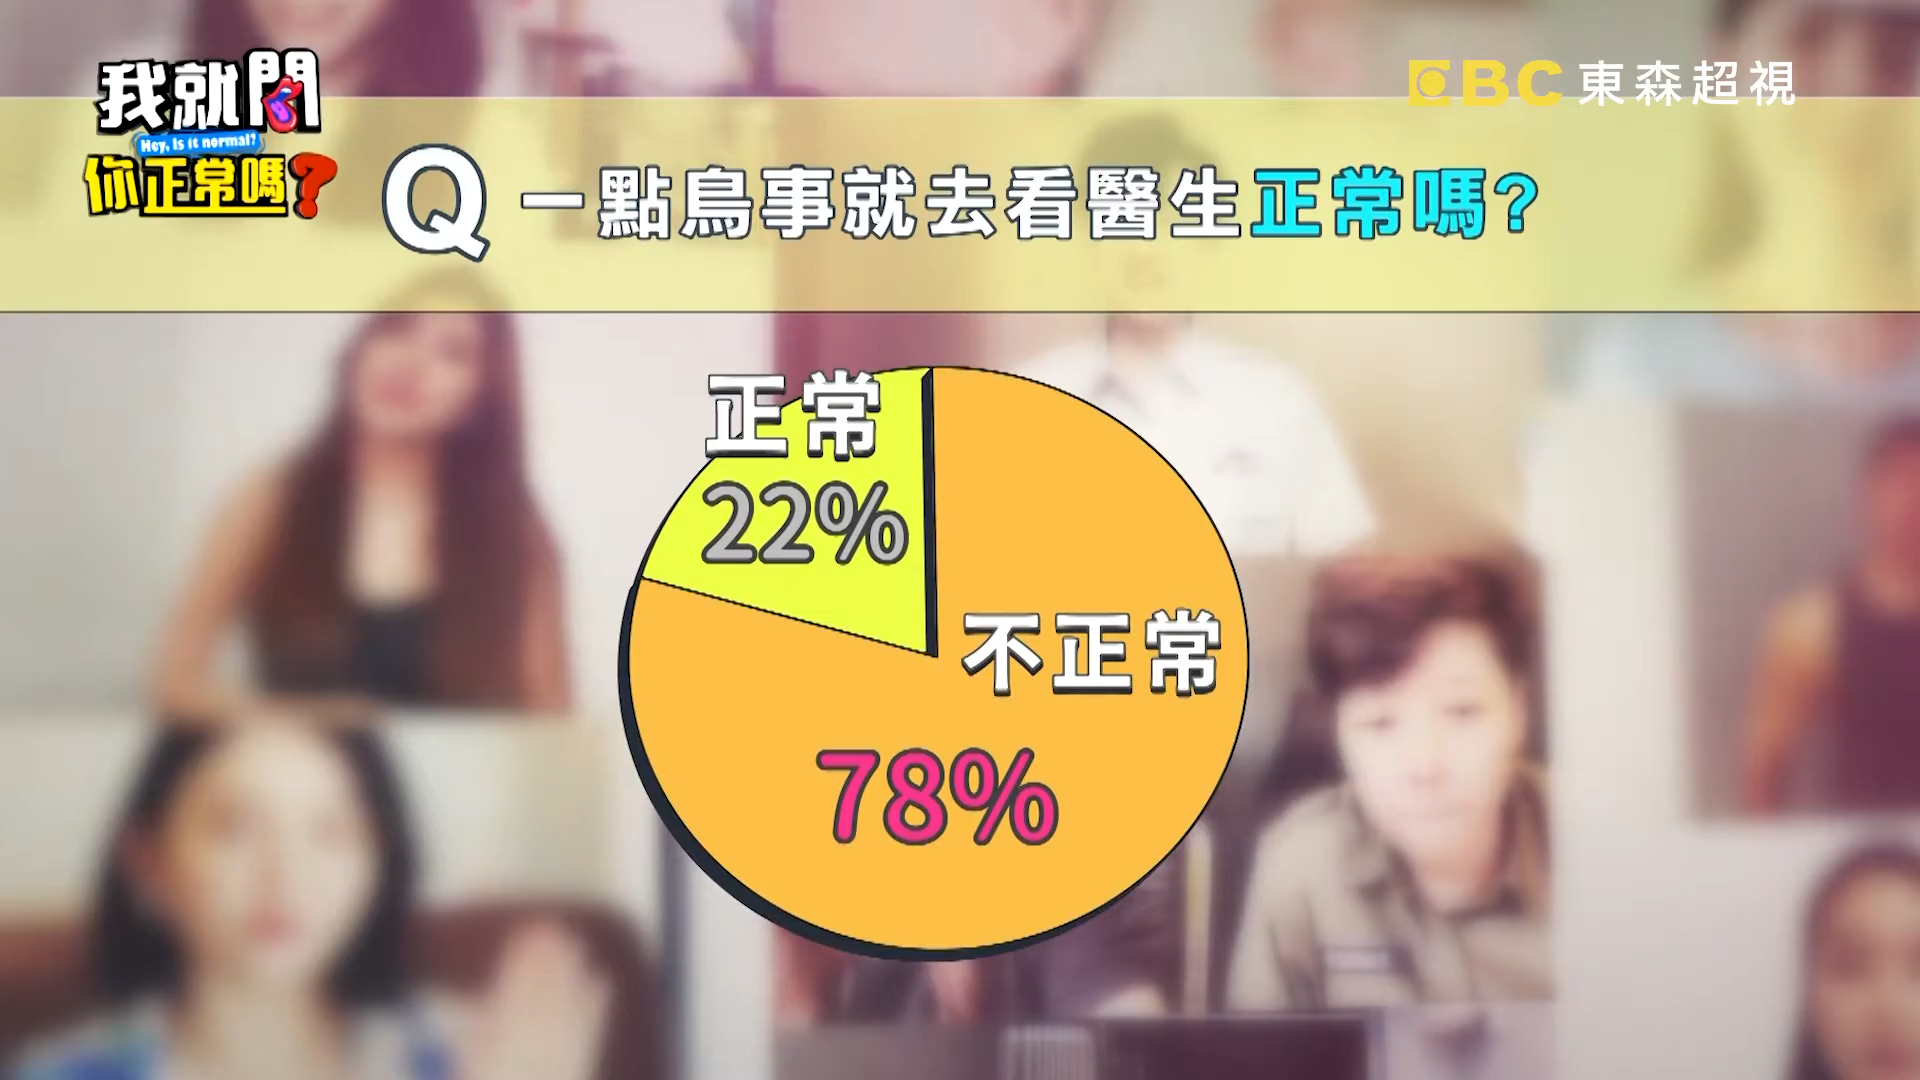 我就問
Hey, Is it normal?
你正常嗎?
EBC 東森超視
Q 一點鳥事就去看醫生正常嗎?
正常
22%
不正常
78%